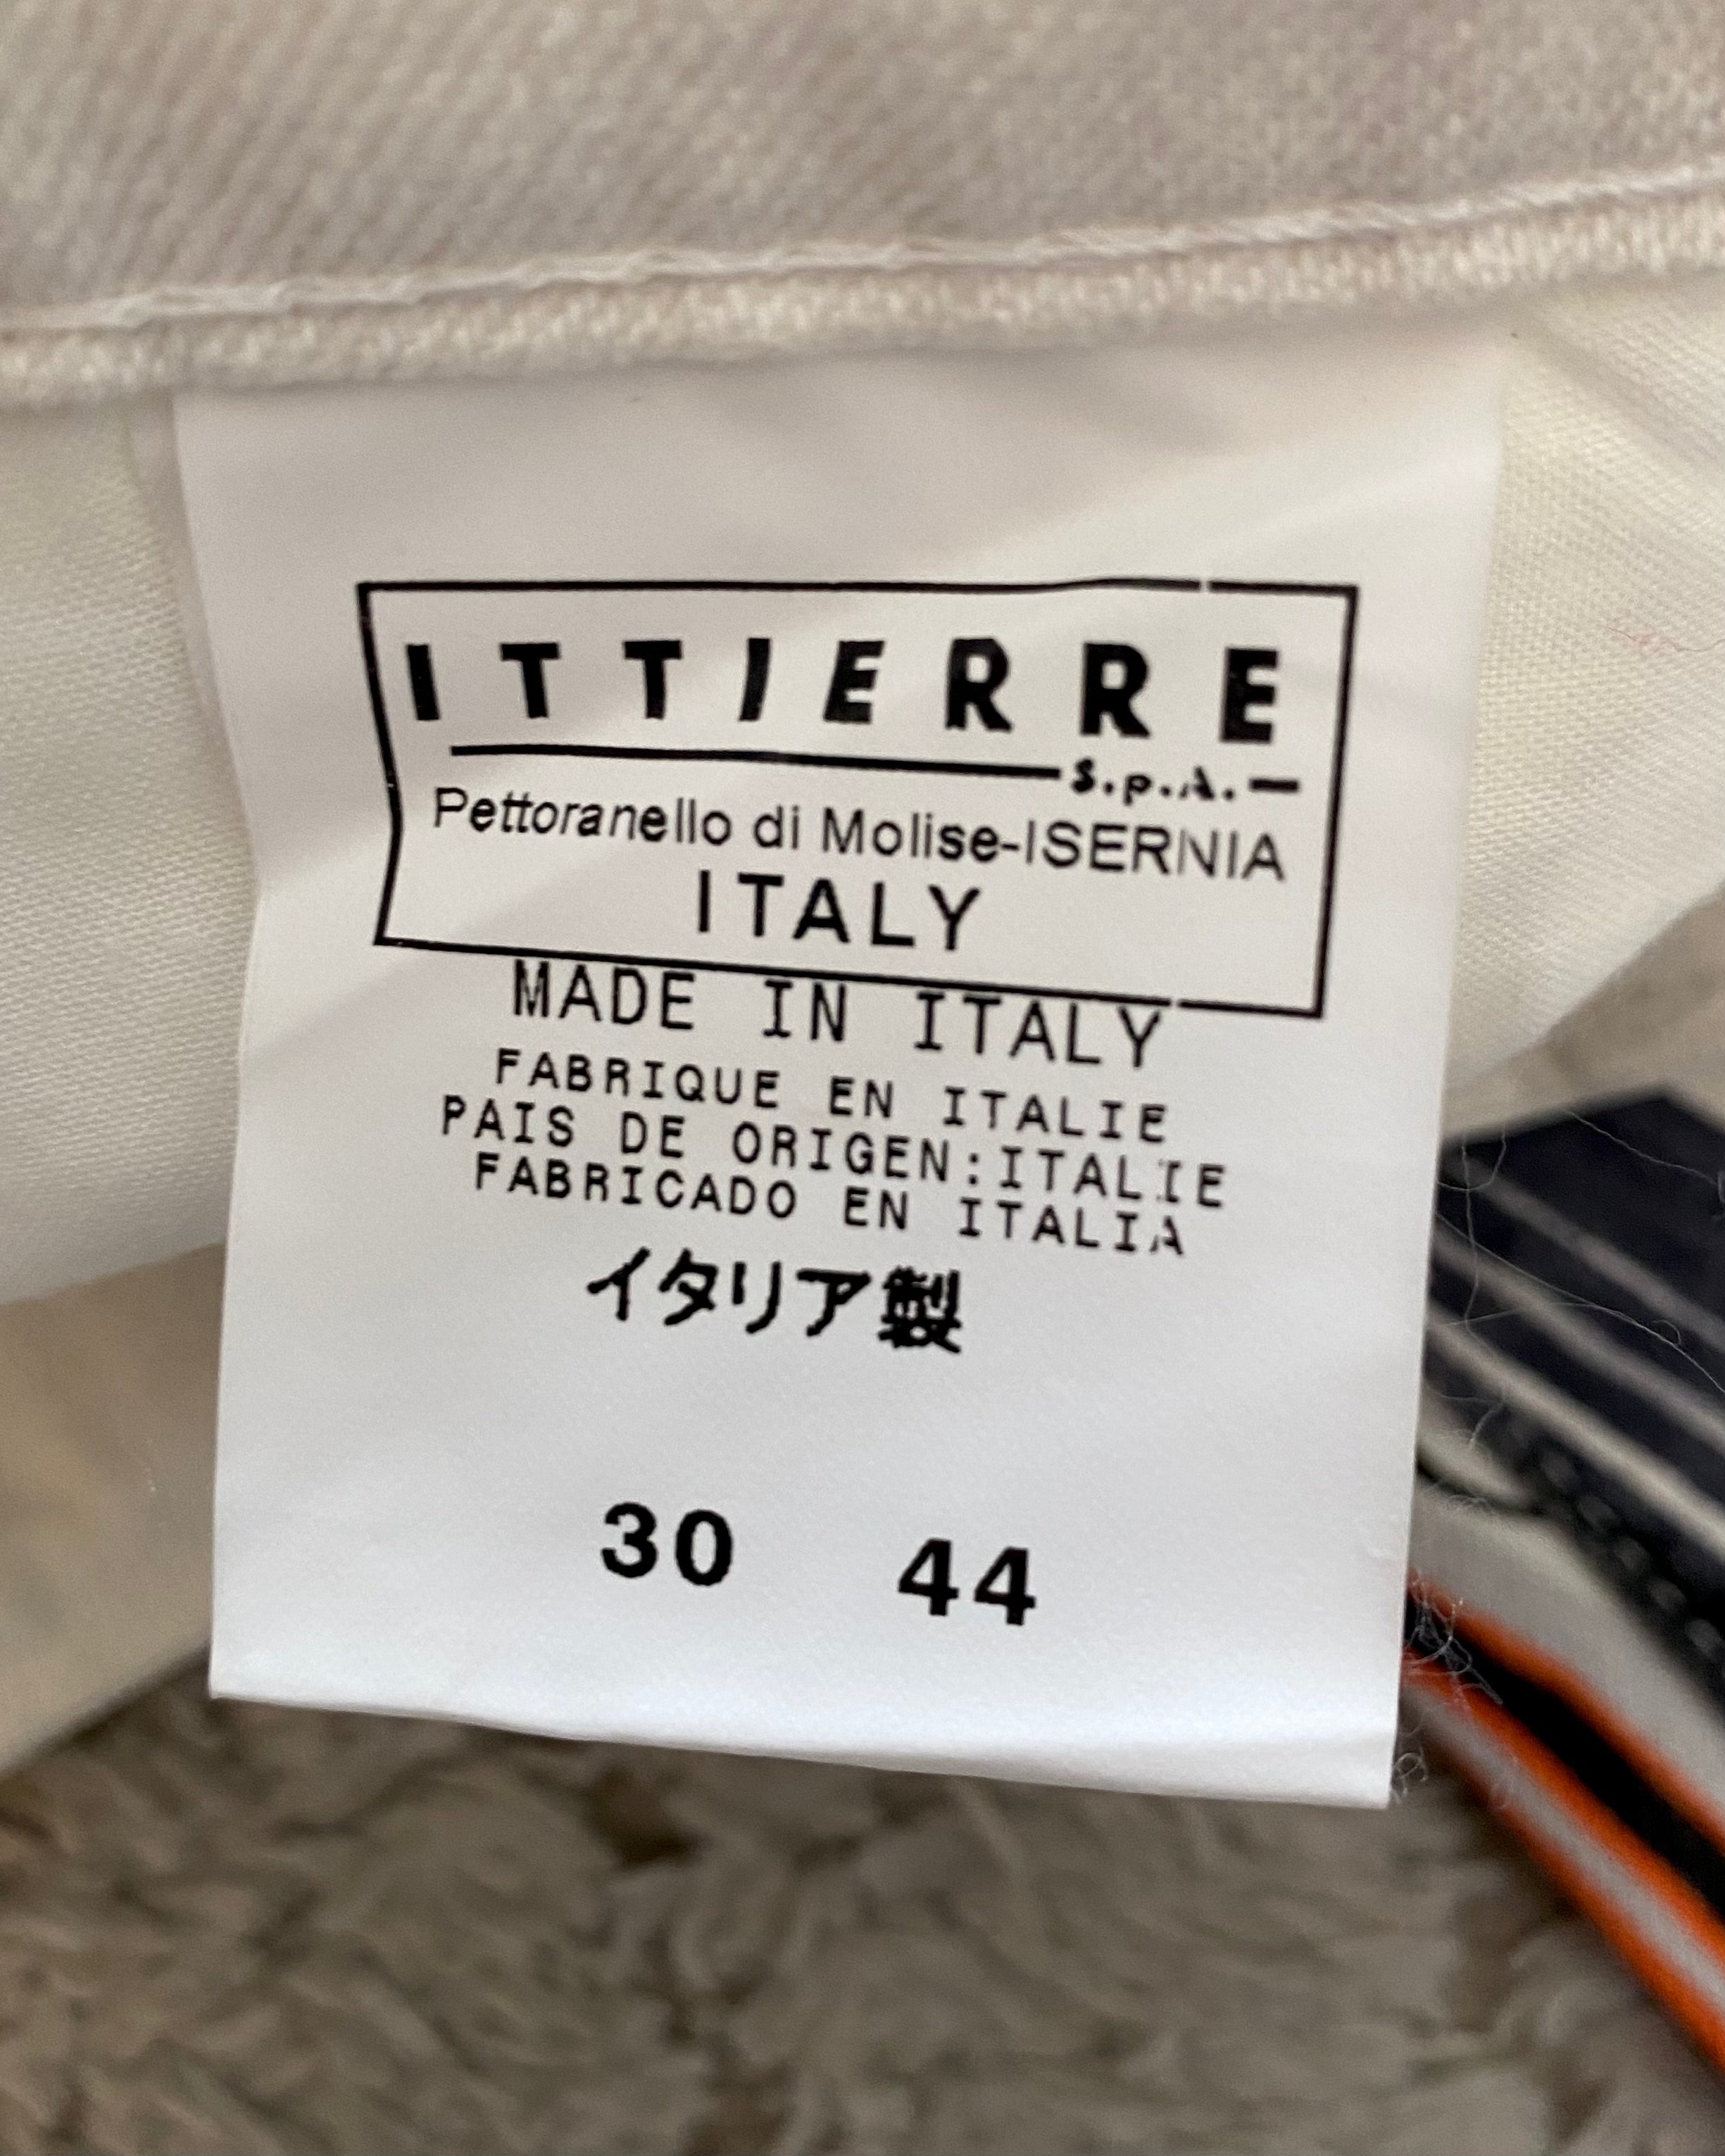 ITTIERRE
s.p.A.
Pettoranello di Molise-ISERNIA
ITALY
MADE IN ITALY
FABRIQUE EN ITALIE
PAIS DE ORIGEN:ITALIE
FABRICADO EN ITALIA
イタリア製
30 44